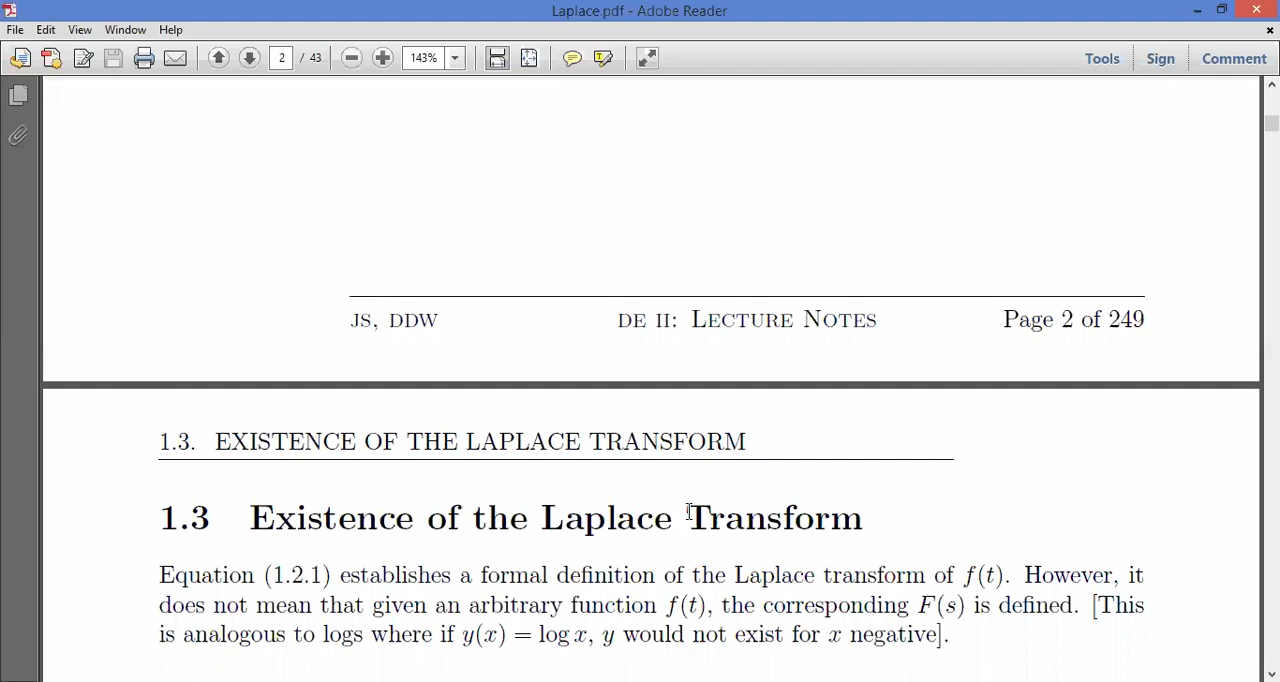 Laplace.pdf - Adobe Reader
File Edit View Window Help
2 / 43 143% Tools Sign Comment
JS, DDW DE II: LECTURE NOTES Page 2 of 249
1.3. EXISTENCE OF THE LAPLACE TRANSFORM
1.3 Existence of the Laplace Transform
Equation (1.2.1) establishes a formal definition of the Laplace transform of f(t). However, it
does not mean that given an arbitrary function f(t), the corresponding F(s) is defined. [This
is analogous to logs where if y(x) = log x, y would not exist for x negative].